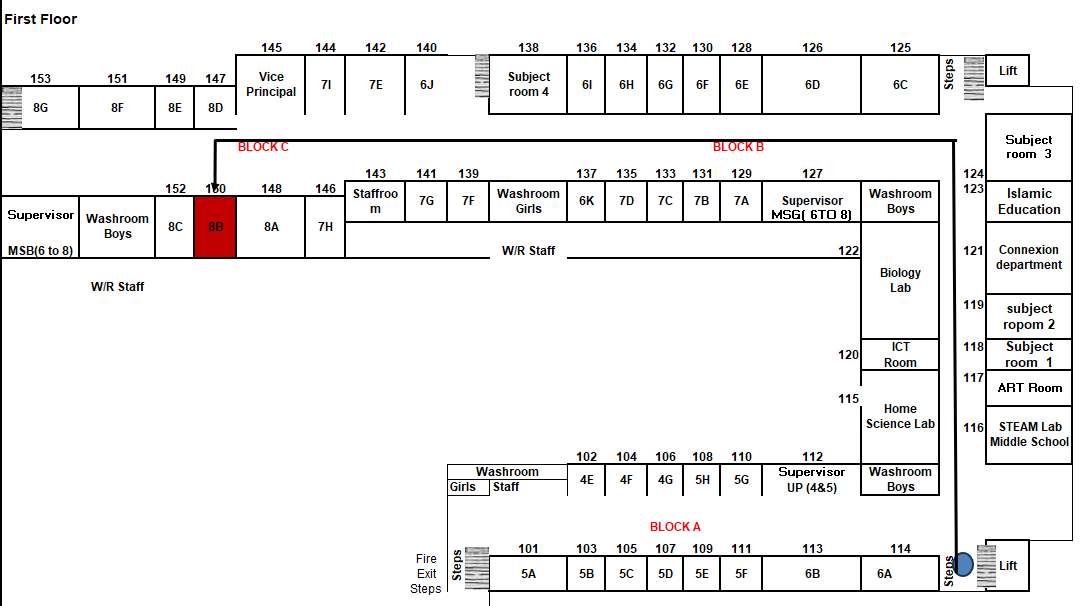 First Floor
145 144 142 140 138 136 134 132 130 128 126 125
Vice
Principal
7I
7E
6J
Subject
room 4
6I
6H
6G
6F
6E
6D
6C
Steps
Lift
153 151 149 147
8G
8F
8E
8D
BLOCK C
BLOCK B
Subject
room 3
124
143 141 139 137 135 133 131 129 127
Staffroo
m
7G
7F
Washroom
Girls
6K
7D
7C
7B
7A
Supervisor
MSG( 6TO 8)
Washroom
Boys
123
Islamic
Education
152 148 146
Supervisor
MSB(6 to 8)
Washroom
Boys
8C
8B
8A
7H
W/R Staff
W/R Staff
122
Biology
Lab
121
Connexion
department
119
subject
ropom 2
120
ICT
Room
118
Subject
room 1
117
ART Room
115
Home
Science Lab
116
STEAM Lab
Middle School
102 104 106 108 110 112
Washroom
Girls
Staff
4E
4F
4G
5H
5G
Supervisor
UP (4&5)
Washroom
Boys
BLOCK A
101 103 105 107 109 111 113 114
Fire
Exit
Steps
Steps
5A
5B
5C
5D
5E
5F
6B
6A
Steps
Lift